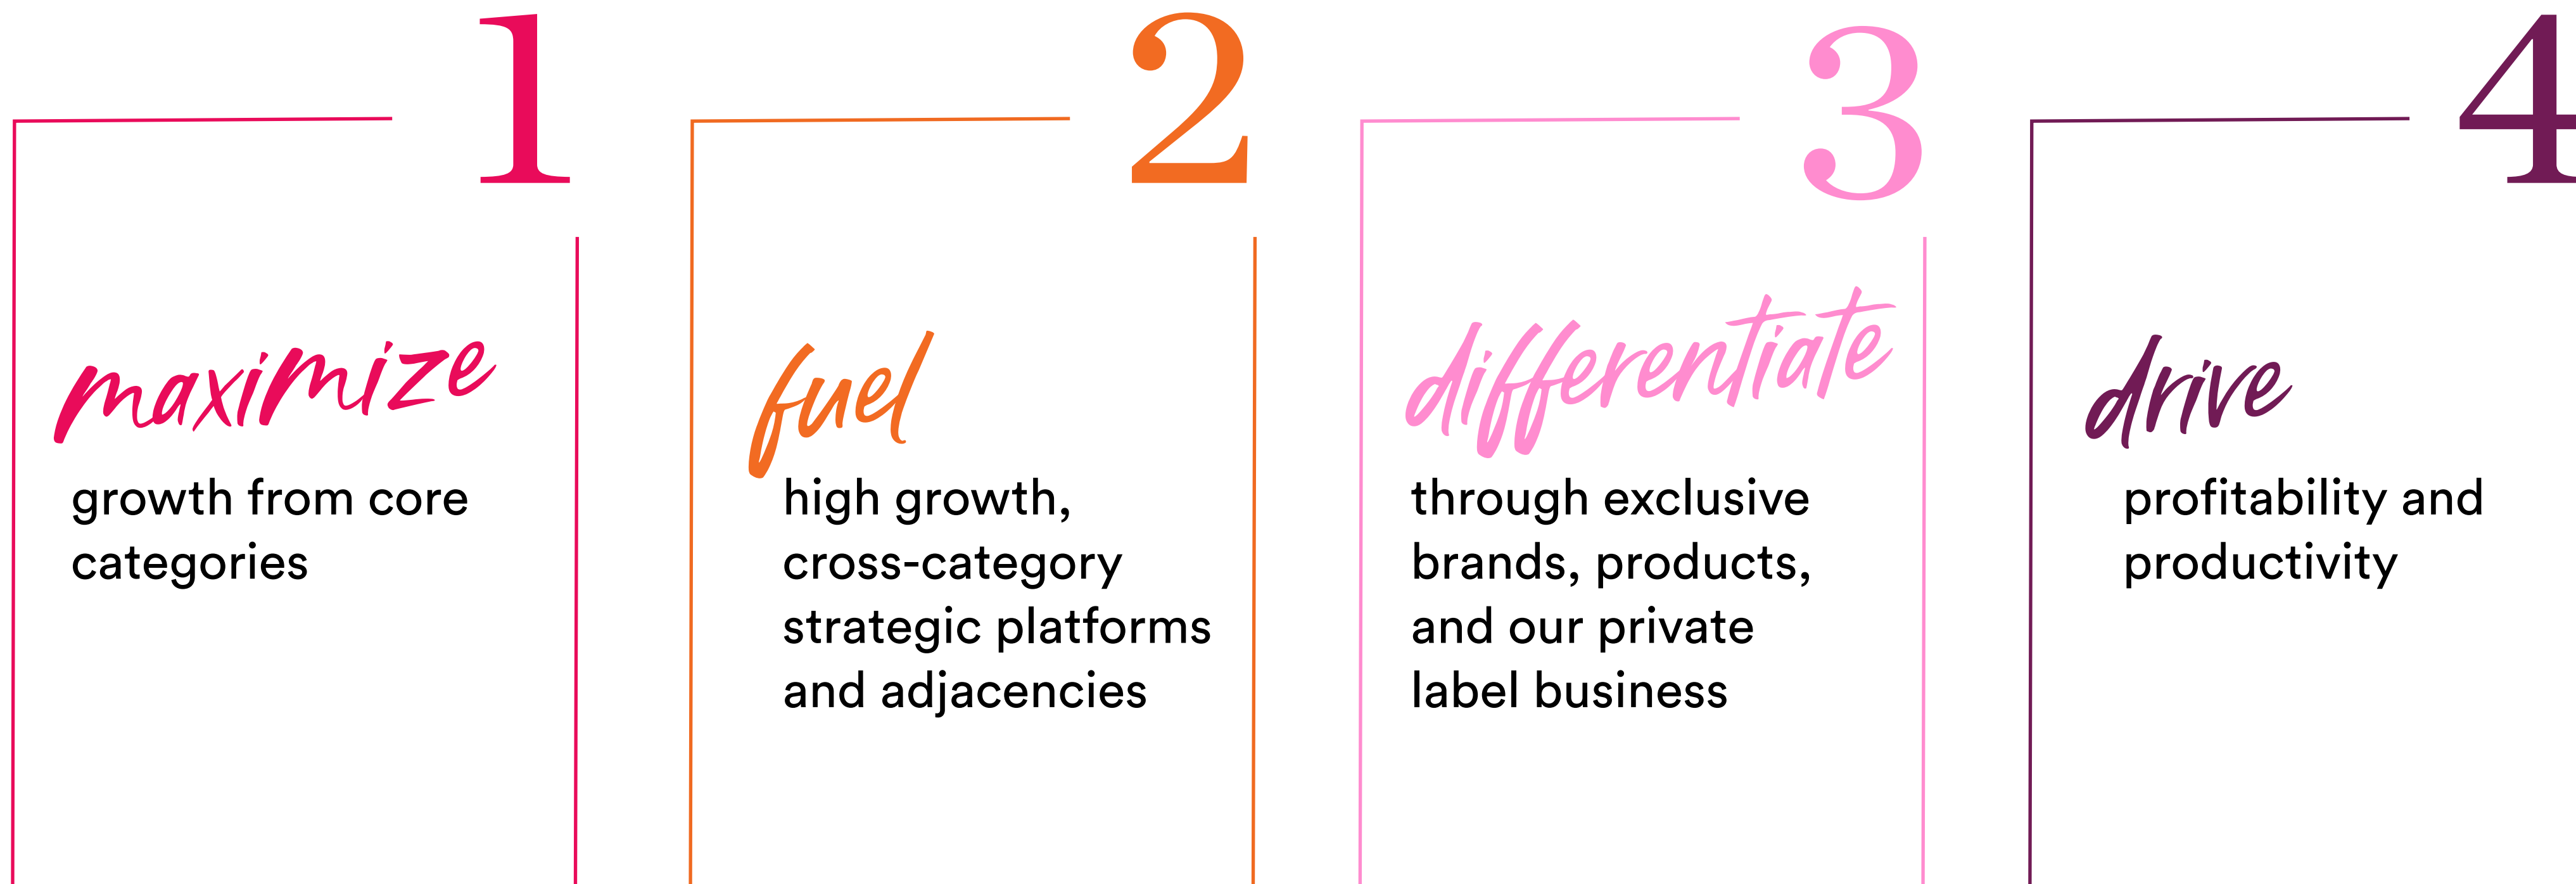 1
maximize
growth from core
categories
2
fuel
high growth,
cross-category
strategic platforms
and adjacencies
3
differentiate
through exclusive
brands, products,
and our private
label business
4
drive
profitability and
productivity